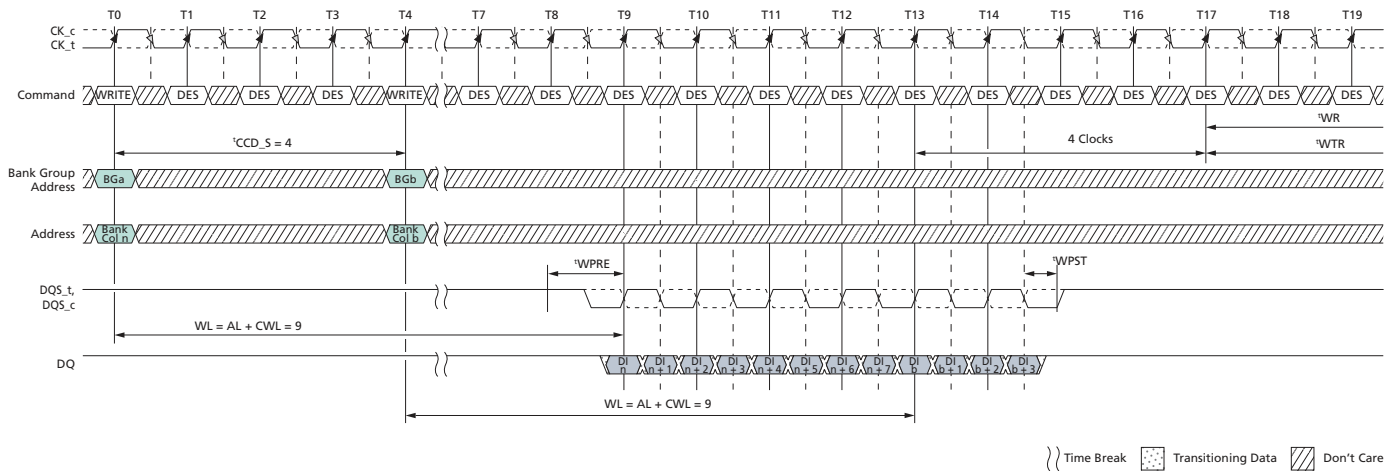 T0 T1 T2 T3 T4 T7 T8 T9 T10 T11 T12 T13 T14 T15 T16 T17 T18 T19
CK_c
CK_t
Command WRITE DES DES DES WRITE DES DES DES DES DES DES DES DES DES DES DES DES DES
tWR
tCCD_S = 4 4 Clocks tWTR
Bank Group
Address BGa BGb
Address Bank
Col n Bank
Col b
tWPRE tWPST
DQS_t,
DQS_c
WL = AL + CWL = 9
DQ DI
n DI
n + 1 DI
n + 2 DI
n + 3 DI
n + 4 DI
n + 5 DI
n + 6 DI
n + 7 DI
b DI
b + 1 DI
b + 2 DI
b + 3
WL = AL + CWL = 9
Time Break Transitioning Data Don't Care